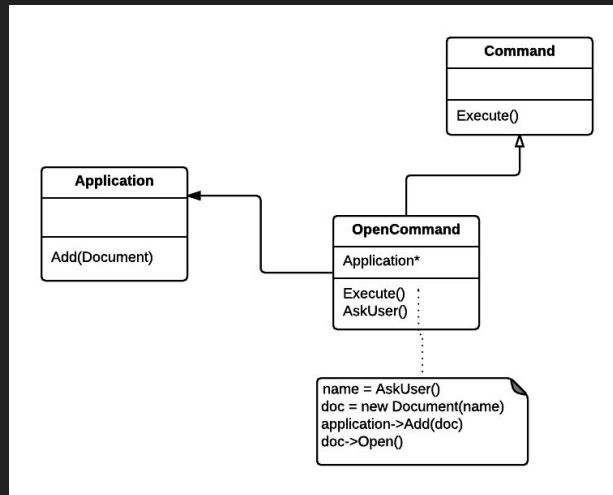 Command
Execute()
Application
Add(Document)
OpenCommand
Application*
Execute()
AskUser()
name = AskUser()
doc = new Document(name)
application->Add(doc)
doc->Open()